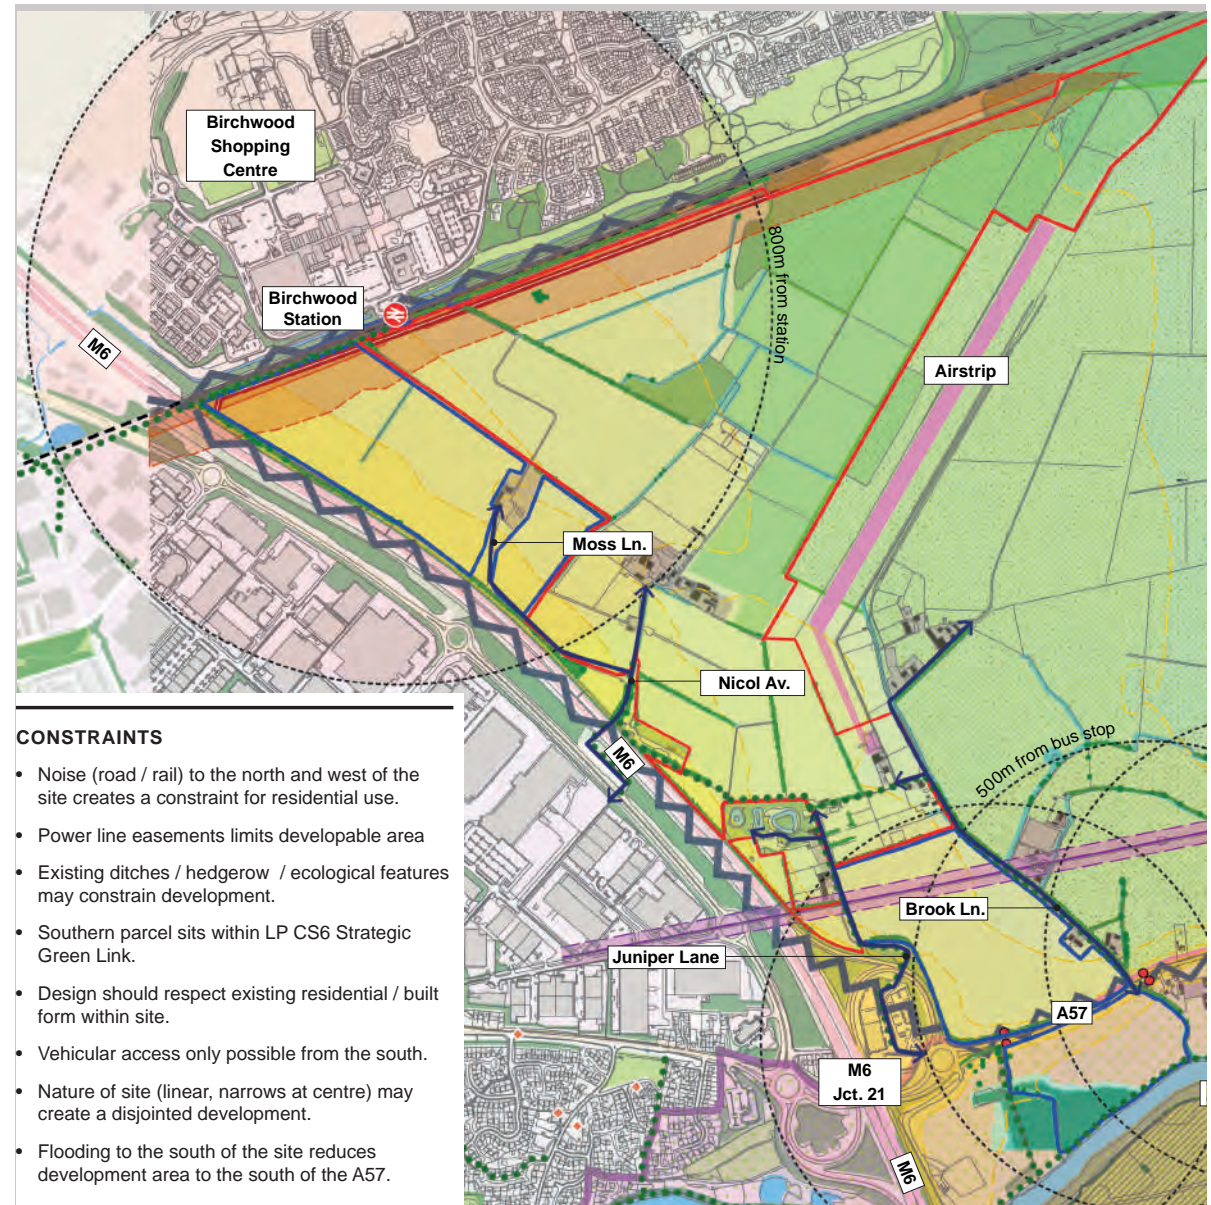 Birchwood
Shopping
Centre
Birchwood
Station
M6
800m from station
Airstrip
Moss Ln.
Nicol Av.
M6
500m from bus stop
Brook Ln.
Juniper Lane
A57
M6
Jct. 21
M6
CONSTRAINTS
• Noise (road / rail) to the north and west of the
site creates a constraint for residential use.
• Power line easements limits developable area
• Existing ditches / hedgerow / ecological features
may constrain development.
• Southern parcel sits within LP CS6 Strategic
Green Link.
• Design should respect existing residential / built
form within site.
• Vehicular access only possible from the south.
• Nature of site (linear, narrows at centre) may
create a disjointed development.
• Flooding to the south of the site reduces
development area to the south of the A57.